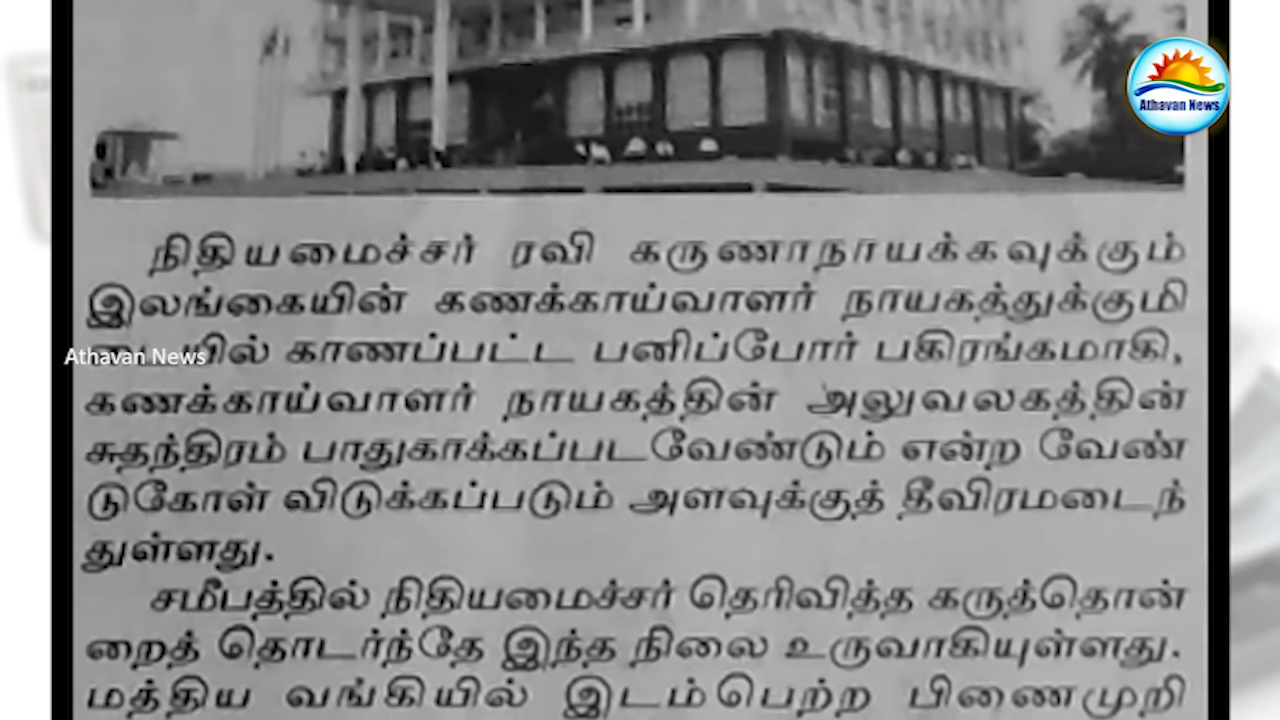 Athavan News
நிதியமைச்சர் ரவி கருணாநாயக்கவுக்கும்
இலங்கையின் கணக்காய்வாளர் நாயகத்துக்குமி
Athavan News
யில் காணப்பட்ட பனிப்போர் பகிரங்கமாகி,
கணக்காய்வாளர் நாயகத்தின் அலுவலகத்தின்
சுதந்திரம் பாதுகாக்கப்படவேண்டும் என்ற வேண்
டுகோள் விடுக்கப்படும் அளவுக்குத் தீவிரமடைந்
துள்ளது.
சமீபத்தில் நிதியமைச்சர் தெரிவித்த கருத்தொன்
றைத் தொடர்ந்தே இந்த நிலை உருவாகியுள்ளது.
மத்திய வங்கியில் இடம்பெற்ற பிணைமுறி